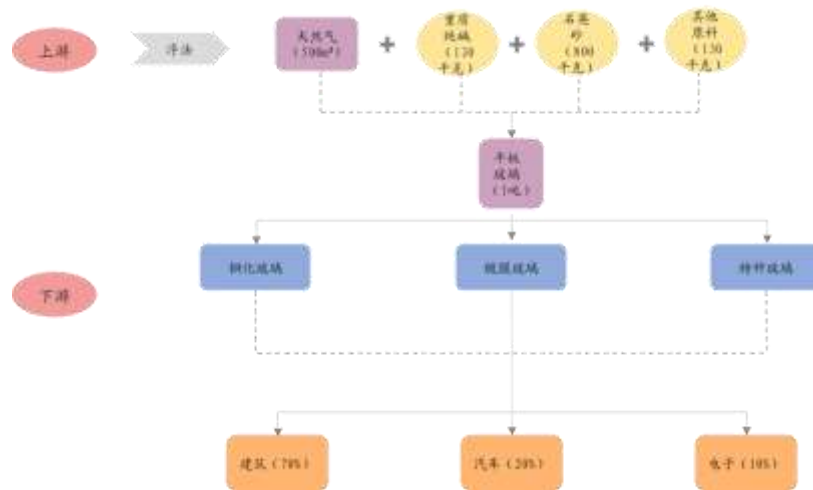 上游
浮法
天然气
（500m³）
重质
纯碱
（130
千克）
石英
砂
（800
千克）
其他
原料
（130
千克）
平板
玻璃
（1吨）
钢化玻璃
镀膜玻璃
特种玻璃
下游
建筑（70%）
汽车（20%）
电子（10%）